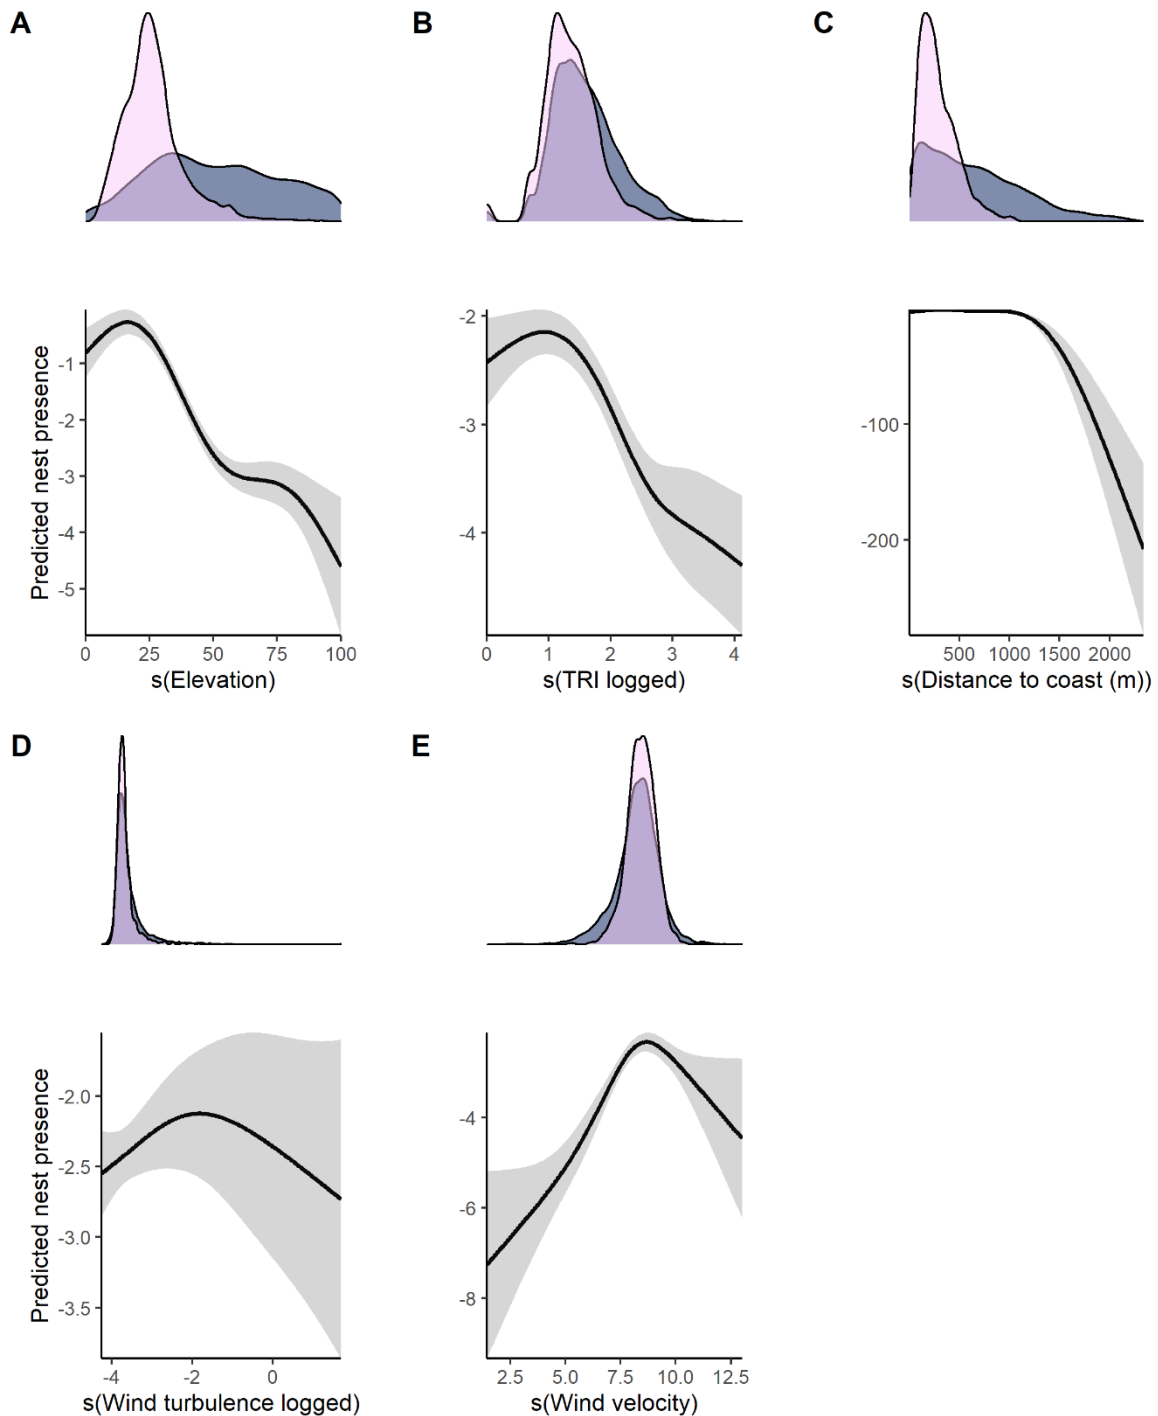 A
B
C
Predicted nest presence
-1
-2
-3
-4
-5
0 25 50 75 100
s(Elevation)
-2
-3
-4
0 1 2 3 4
s(TRI logged)
-100
-200
500 1000 1500 2000
s(Distance to coast (m))
D
E
Predicted nest presence
-2.0
-2.5
-3.0
-3.5
-4 -2 0
s(Wind turbulence logged)
-4
-6
-8
2.5 5.0 7.5 10.0 12.5
s(Wind velocity)